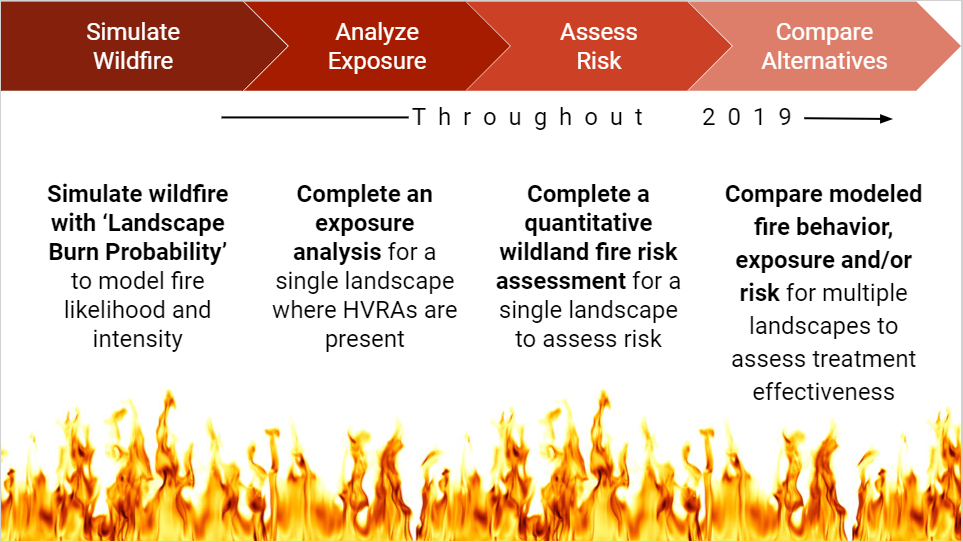 Simulate
Wildfire
Analyze
Exposure
Assess
Risk
Compare
Alternatives
Throughout 2019
Simulate wildfire
with ‘Landscape
Burn Probability’
to model fire
likelihood and
intensity
Complete an
exposure
analysis for a
single landscape
where HVRAs are
present
Complete a
quantitative
wildland fire risk
assessment for a
single landscape
to assess risk
Compare modeled
fire behavior,
exposure and/or
risk for multiple
landscapes to
assess treatment
effectiveness